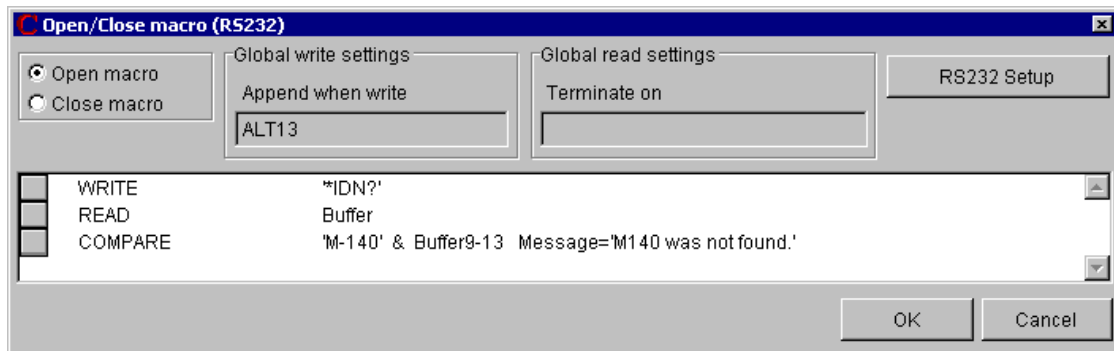 C Open/Close macro (RS232)
Open macro
Close macro
Global write settings
Append when write
ALT13
Global read settings
Terminate on
RS232 Setup
WRITE '*IDN?'
READ Buffer
COMPARE 'M-140' & Buffer9-13 Message='M140 was not found.'
OK Cancel